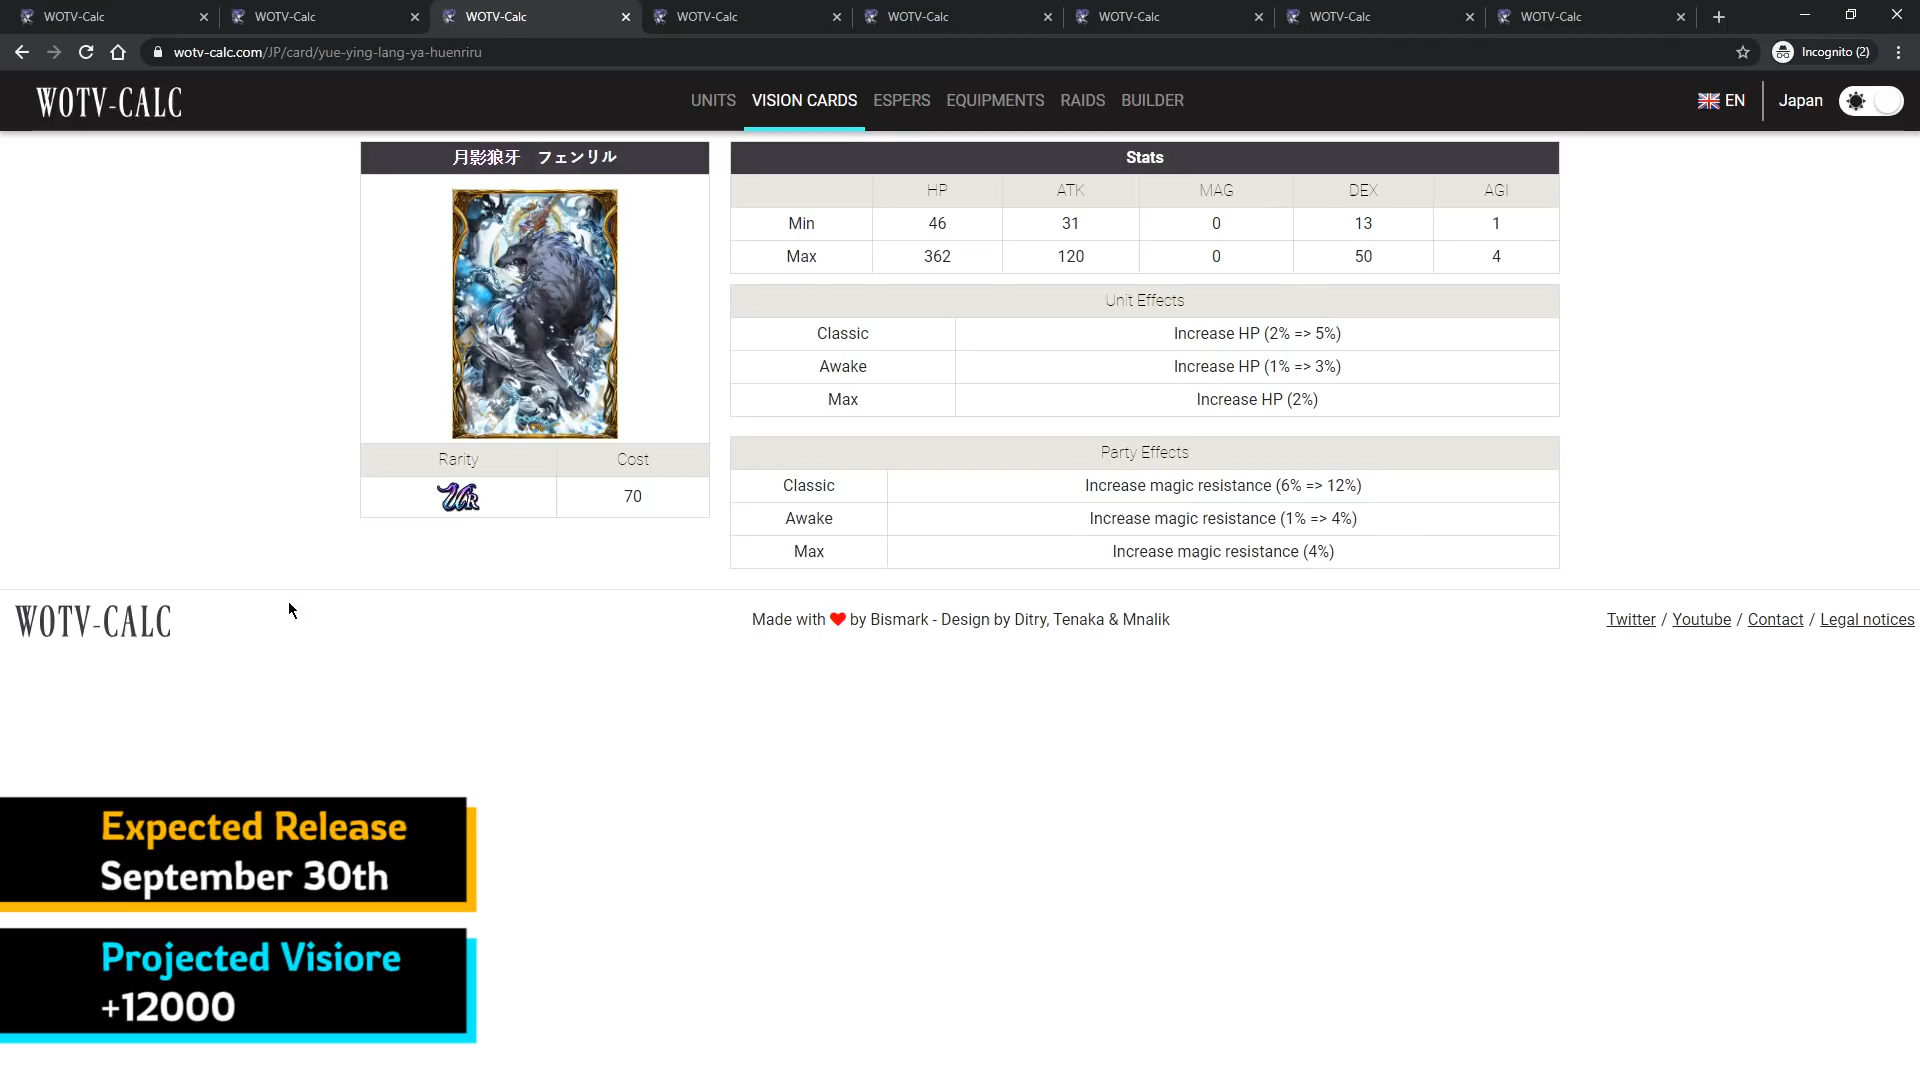 WOTV-Calc WOTV-Calc WOTV-Calc WOTV-Calc WOTV-Calc WOTV-Calc WOTV-Calc WOTV-Calc
wotv-calc.com/JP/card/yue-ying-lang-ya-huenriru Incognito (2)
WOTV-CALC UNITS VISION CARDS ESPERS EQUIPMENTS RAIDS BUILDER EN Japan
月影狼牙　フェンリル
Rarity Cost
UR 70
Stats
HP ATK MAG DEX AGI
Min 46 31 0 13 1
Max 362 120 0 50 4
Unit Effects
Classic Increase HP (2% => 5%)
Awake Increase HP (1% => 3%)
Max Increase HP (2%)
Party Effects
Classic Increase magic resistance (6% => 12%)
Awake Increase magic resistance (1% => 4%)
Max Increase magic resistance (4%)
WOTV-CALC Made with ❤ by Bismark - Design by Ditry, Tenaka & Mnalik Twitter / Youtube / Contact / Legal notices
Expected Release
September 30th
Projected Visiore
+12000